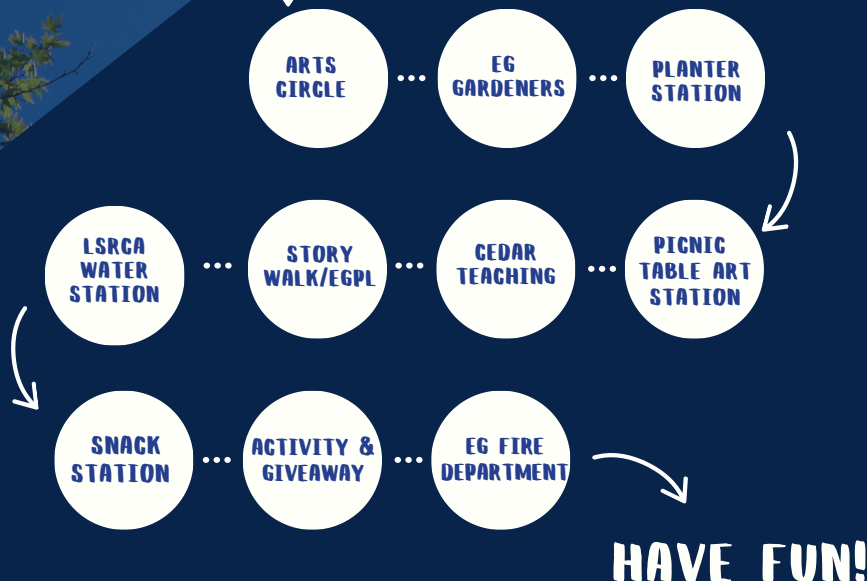 ARTS
CIRCLE
EG
GARDENERS
PLANTER
STATION
PICNIC
TABLE ART
STATION
CEDAR
TEACHING
STORY
WALK/EGPL
LSRCA
WATER
STATION
SNACK
STATION
ACTIVITY &
GIVEAWAY
EG FIRE
DEPARTMENT
HAVE FUN!